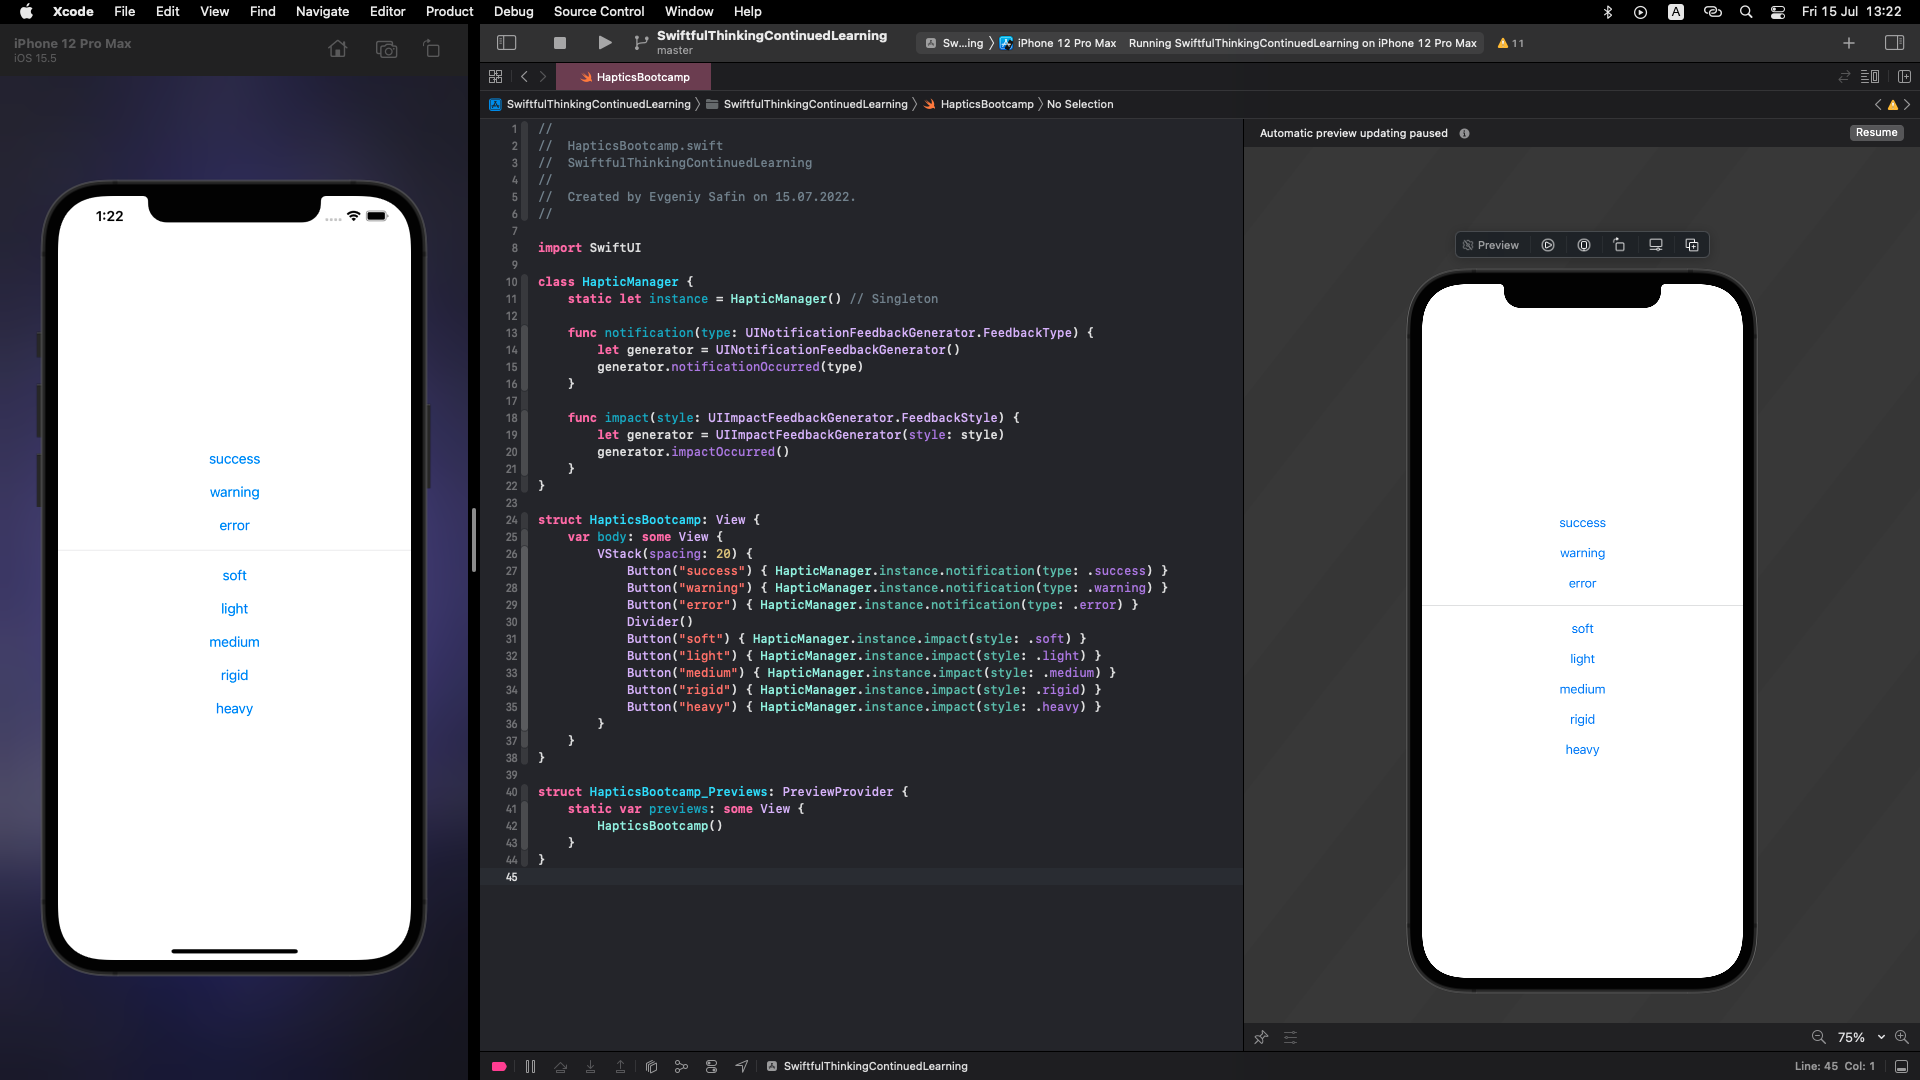 Xcode File Edit View Find Navigate Editor Product Debug Source Control Window Help
A Fri 15 Jul 13:22
iPhone 12 Pro Max
iOS 15.5
1:22
success
warning
error
soft
light
medium
rigid
heavy
SwiftfulThinkingContinuedLearning
master
Sw...ing
iPhone 12 Pro Max
Running SwiftfulThinkingContinuedLearning on iPhone 12 Pro Max
11
HapticsBootcamp
SwiftfulThinkingContinuedLearning
SwiftfulThinkingContinuedLearning
HapticsBootcamp
No Selection
1 //
2 //  HapticsBootcamp.swift
3 //  SwiftfulThinkingContinuedLearning
4 //
5 //  Created by Evgeniy Safin on 15.07.2022.
6 //
7
8 import SwiftUI
9
10 class HapticManager {
11     static let instance = HapticManager() // Singleton
12
13     func notification(type: UINotificationFeedbackGenerator.FeedbackType) {
14         let generator = UINotificationFeedbackGenerator()
15         generator.notificationOccurred(type)
16     }
17
18     func impact(style: UIImpactFeedbackGenerator.FeedbackStyle) {
19         let generator = UIImpactFeedbackGenerator(style: style)
20         generator.impactOccurred()
21     }
22 }
23
24 struct HapticsBootcamp: View {
25     var body: some View {
26         VStack(spacing: 20) {
27             Button("success") { HapticManager.instance.notification(type: .success) }
28             Button("warning") { HapticManager.instance.notification(type: .warning) }
29             Button("error") { HapticManager.instance.notification(type: .error) }
30             Divider()
31             Button("soft") { HapticManager.instance.impact(style: .soft) }
32             Button("light") { HapticManager.instance.impact(style: .light) }
33             Button("medium") { HapticManager.instance.impact(style: .medium) }
34             Button("rigid") { HapticManager.instance.impact(style: .rigid) }
35             Button("heavy") { HapticManager.instance.impact(style: .heavy) }
36         }
37     }
38 }
39
40 struct HapticsBootcamp_Previews: PreviewProvider {
41     static var previews: some View {
42         HapticsBootcamp()
43     }
44 }
45
Automatic preview updating paused
Resume
Preview
success
warning
error
soft
light
medium
rigid
heavy
75%
SwiftfulThinkingContinuedLearning
Line: 45 Col: 1